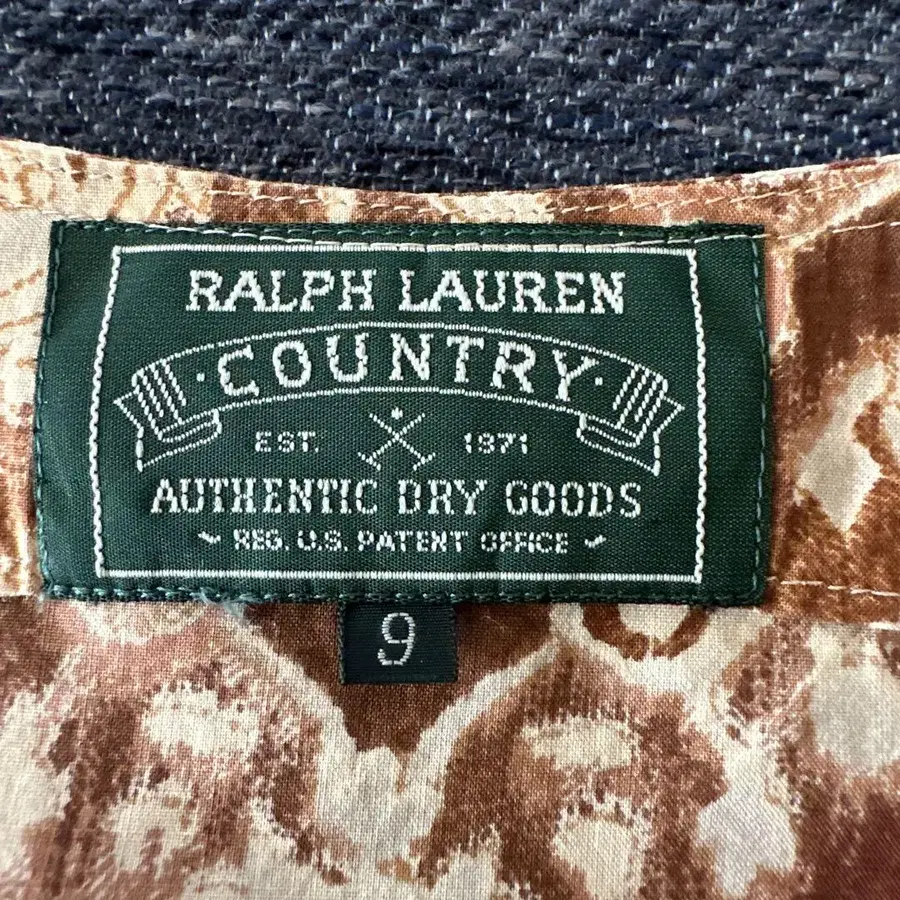 RALPH LAUREN
· COUNTRY ·
EST. 1971
AUTHENTIC DRY GOODS
REG. U.S. PATENT OFFICE
9